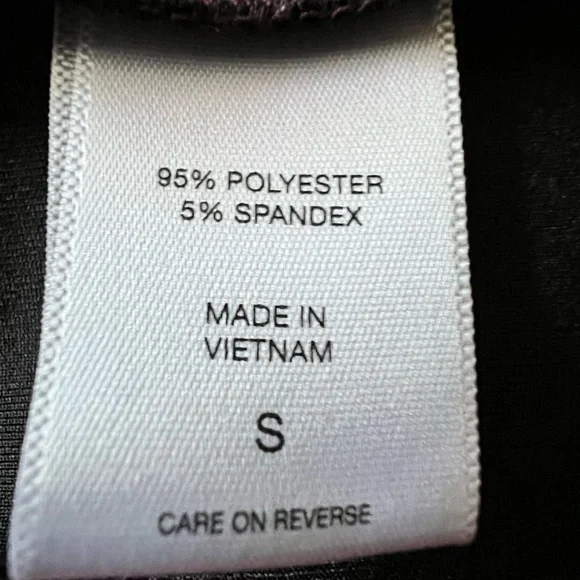 95% POLYESTER
5% SPANDEX
MADE IN
VIETNAM
S
CARE ON REVERSE